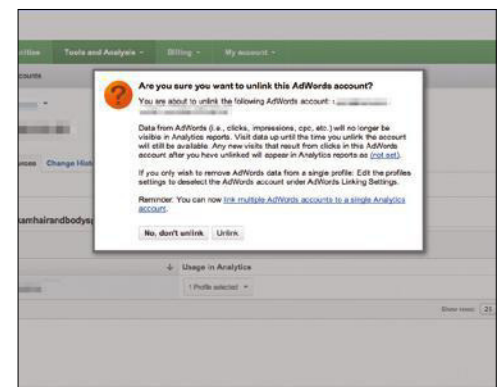 Tools and Analysis
Billing
My account
Are you sure you want to unlink this AdWords account?
You are about to unlink the following AdWords account:
Data from AdWords (i.e., clicks, impressions, cpc, etc.) will no longer be
visible in Analytics reports. Visit data up until the time you unlink the account
will still be available. Any new visits that result from clicks in this AdWords
account after you have unlinked will appear in Analytics reports as (not set).
If you only wish to remove AdWords data from a single profile: Edit the profiles
settings to deselect the AdWords account under AdWords Linking Settings.
Reminder: You can now link multiple AdWords accounts to a single Analytics
account.
No, don't unlink Unlink
Change Hist
amhairandbodys
Usage in Analytics
1 Profile selected
Show rows: 25